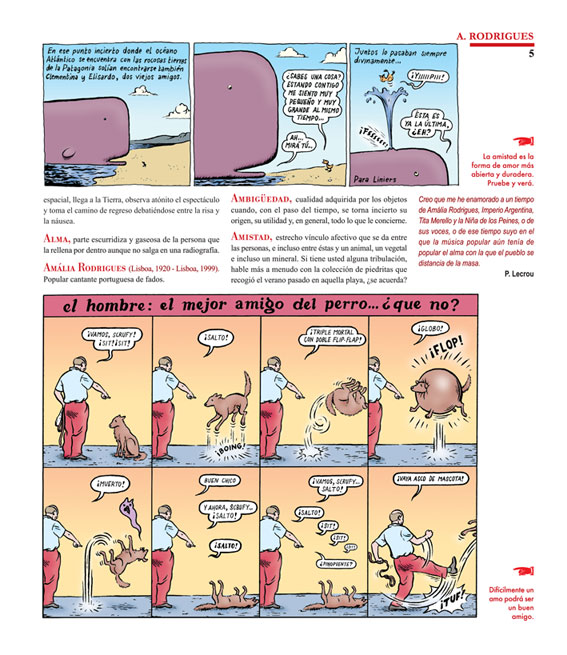 A. RODRIGUES
5
En ese punto incierto donde el océano
Atlántico se encuentra con las rocosas tierras
de la Patagonia solían encontrarse también
Clementina y Elisardo, dos viejos amigos.
¿SABES UNA COSA?
ESTANDO CONTIGO
ME SIENTO MUY
PEQUEÑO Y MUY
GRANDE AL MISMO
TIEMPO...
AH...
MIRÁ TÚ..
Juntos lo pasaban siempre
divinamente...
¡YUIIIIPIII!
¡FSSSSSS!
ÉSTA ES
YA LA ÚLTIMA,
¿EH?
Para Liniers
La amistad es la
forma de amor más
abierta y duradera.
Pruebe y verá.
espacial, llega a la Tierra, observa atónito el espectáculo
y toma el camino de regreso debatiéndose entre la risa y
la náusea.
ALMA, parte escurridiza y gaseosa de la persona que
la rellena por dentro aunque no salga en una radiografía.
AMÁLIA RODRIGUES (Lisboa, 1920 - Lisboa, 1999).
Popular cantante portuguesa de fados.
AMBIGÜEDAD, cualidad adquirida por los objetos
cuando, con el paso del tiempo, se torna incierto su
origen, su utilidad y, en general, todo lo que le concierne.
AMISTAD, estrecho vínculo afectivo que se da entre
las personas, e incluso entre éstas y un animal, un vegetal
e incluso un mineral. Si tiene usted alguna tribulación,
hable más a menudo con la colección de piedritas que
recogió el verano pasado en aquella playa, ¿se acuerda?
Creo que me he enamorado a un tiempo
de Amália Rodrigues, Imperio Argentina,
Tita Merello y la Niña de los Peines, o de
sus voces, o de ese tiempo suyo en el
que la música popular aún tenía de
popular el alma con la que el pueblo se
distancia de la masa.
P. Lecrou
el hombre: el mejor amigo del perro... ¿que no?
¡VAMOS, SCRUFY!
¡SIT! ¡SIT!
¡SALTO!
¡BOING!
¡TRIPLE MORTAL
CON DOBLE FLIP-FLAP!
¡GLOBO!
¡FLOP!
¡MUERTO!
BUEN CHICO
Y AHORA, SCRUFY...
¡SALTO!
¡SALTO!
¡VAMOS, SCRUFY...
SALTO!
¡SALTO!
¡SIT!
¡SIT!
¡SIT!
¿PINOPUENTE?
¡VAYA ASCO DE MASCOTA!
¡TUF!
Difícilmente un
amo podrá ser
un buen
amigo.